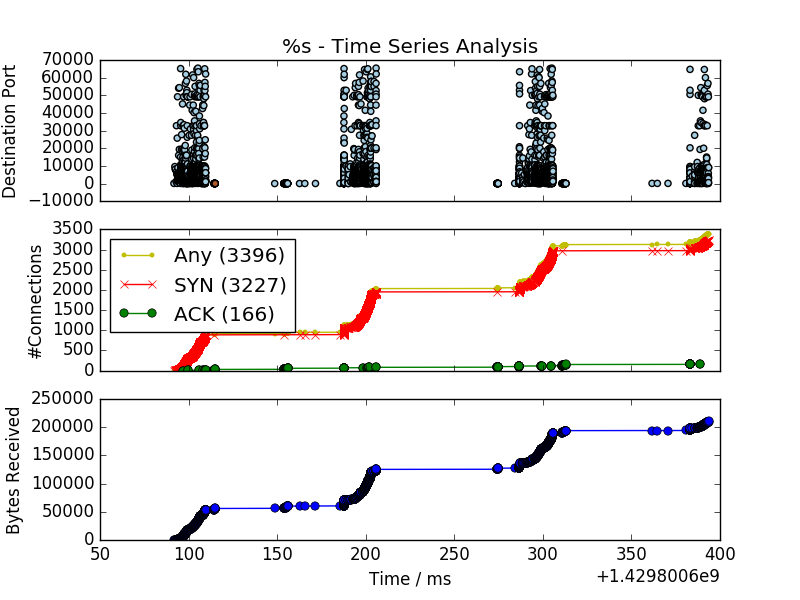 %s - Time Series Analysis
70000
60000
50000
40000
30000
20000
10000
0
−10000
Destination Port
3500
3000
2500
2000
1500
1000
500
0
#Connections
Any (3396)
SYN (3227)
ACK (166)
250000
200000
150000
100000
50000
0
Bytes Received
50 100 150 200 250 300 350 400
Time / ms
+1.4298006e9